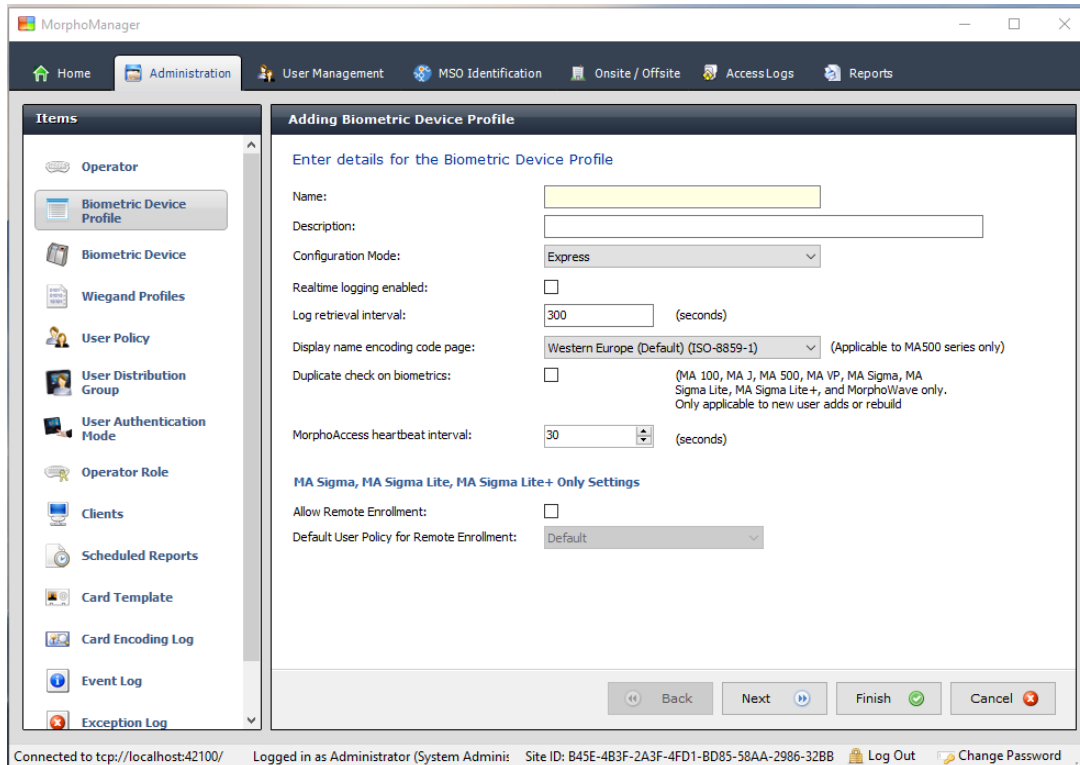 MorphoManager
Home
Administration
User Management
MSO Identification
Onsite / Offsite
Access Logs
Reports
Items
Operator
Biometric Device
Profile
Biometric Device
Wiegand Profiles
User Policy
User Distribution
Group
User Authentication
Mode
Operator Role
Clients
Scheduled Reports
Card Template
Card Encoding Log
Event Log
Exception Log
Adding Biometric Device Profile
Enter details for the Biometric Device Profile
Name:
Description:
Configuration Mode: Express
Realtime logging enabled:
Log retrieval interval: 300 (seconds)
Display name encoding code page: Western Europe (Default) (ISO-8859-1) (Applicable to MA500 series only)
Duplicate check on biometrics: (MA 100, MA J, MA 500, MA VP, MA Sigma, MA
Sigma Lite, MA Sigma Lite+, and MorphoWave only.
Only applicable to new user adds or rebuild
MorphoAccess heartbeat interval: 30 (seconds)
MA Sigma, MA Sigma Lite, MA Sigma Lite+ Only Settings
Allow Remote Enrollment:
Default User Policy for Remote Enrollment: Default
Back
Next
Finish
Cancel
Connected to tcp://localhost:42100/ Logged in as Administrator (System Adminis Site ID: B45E-4B3F-2A3F-4FD1-BD85-58AA-2986-32BB Log Out Change Password